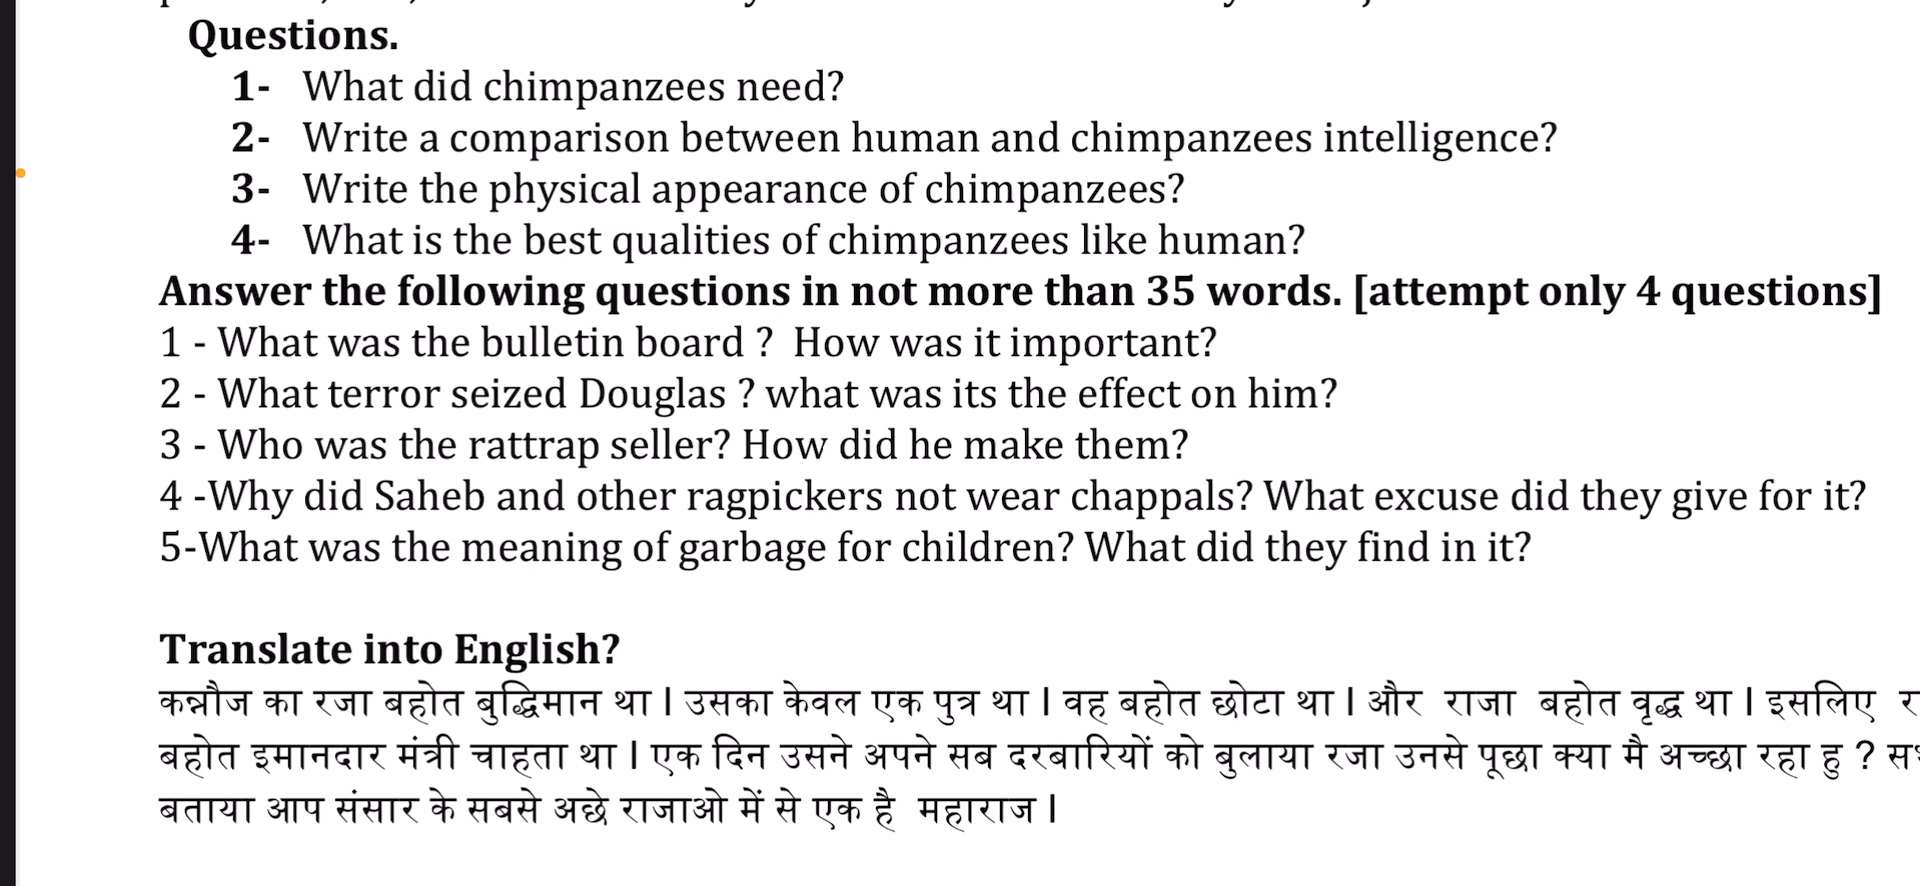 Questions.
1- What did chimpanzees need?
2- Write a comparison between human and chimpanzees intelligence?
3- Write the physical appearance of chimpanzees?
4- What is the best qualities of chimpanzees like human?
Answer the following questions in not more than 35 words. [attempt only 4 questions]
1 - What was the bulletin board ? How was it important?
2 - What terror seized Douglas ? what was its the effect on him?
3 - Who was the rattrap seller? How did he make them?
4 -Why did Saheb and other ragpickers not wear chappals? What excuse did they give for it?
5-What was the meaning of garbage for children? What did they find in it?
Translate into English?
कन्नौज का रजा बहोत बुद्धिमान था l उसका केवल एक पुत्र था l वह बहोत छोटा था l और राजा बहोत वृद्ध था l इसलिए
बहोत इमानदार मंत्री चाहता था l एक दिन उसने अपने सब दरबारियों को बुलाया रजा उनसे पूछा क्या मै अच्छा रहा हु ?
बताया आप संसार के सबसे अछे राजाओ में से एक है महाराज l